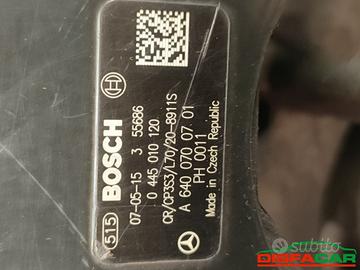 515 BOSCH
07-05-15 3 55686
0 445 010 120
CR/CP3S3/L70/20-8911S
A 640 070 07 01
PH 0011
Made in Czech Republic
subito
DISFACAR